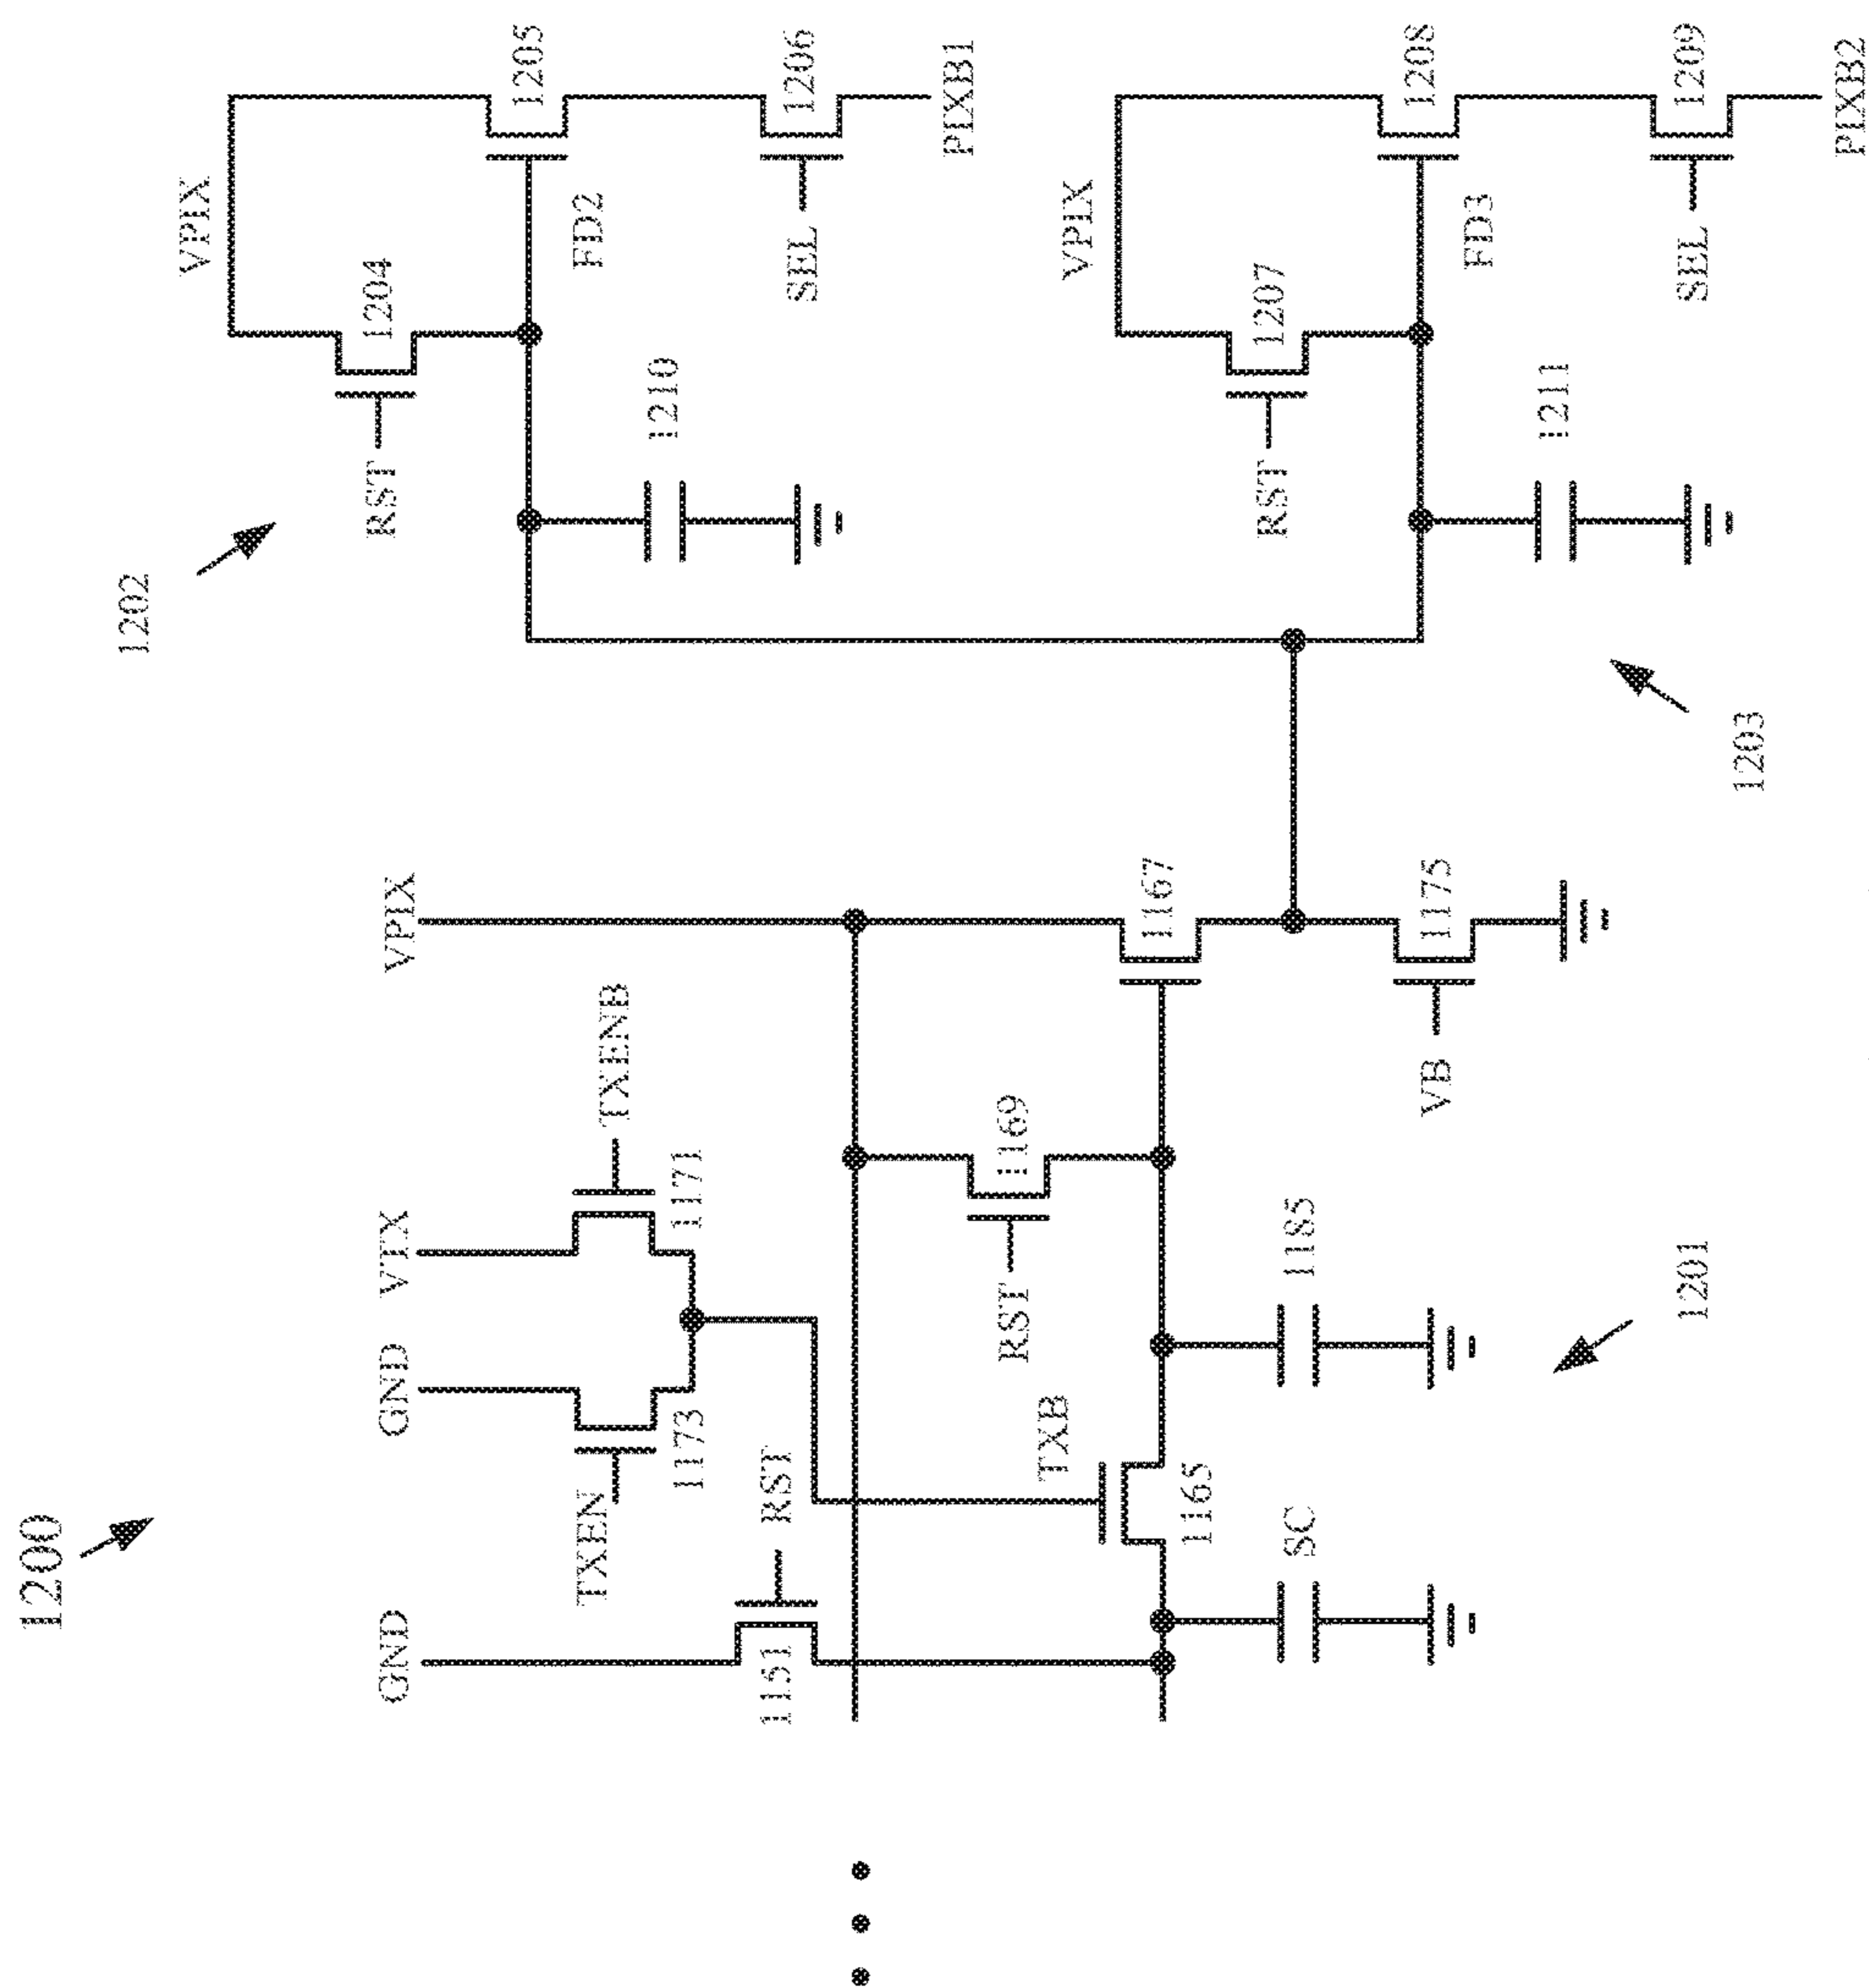 1200
1202
VPIX
1204
RST
1205
FD2
1210
1206
SEL
PIXB1
GND
GND
VTX
VPIX
TXEN
1173
1171
TXENB
1151
RST
RST
1169
TXB
1165
SC
1185
1167
VB
1175
1201
VPIX
1207
RST
1208
FD3
1211
1209
SEL
PIXB2
1203